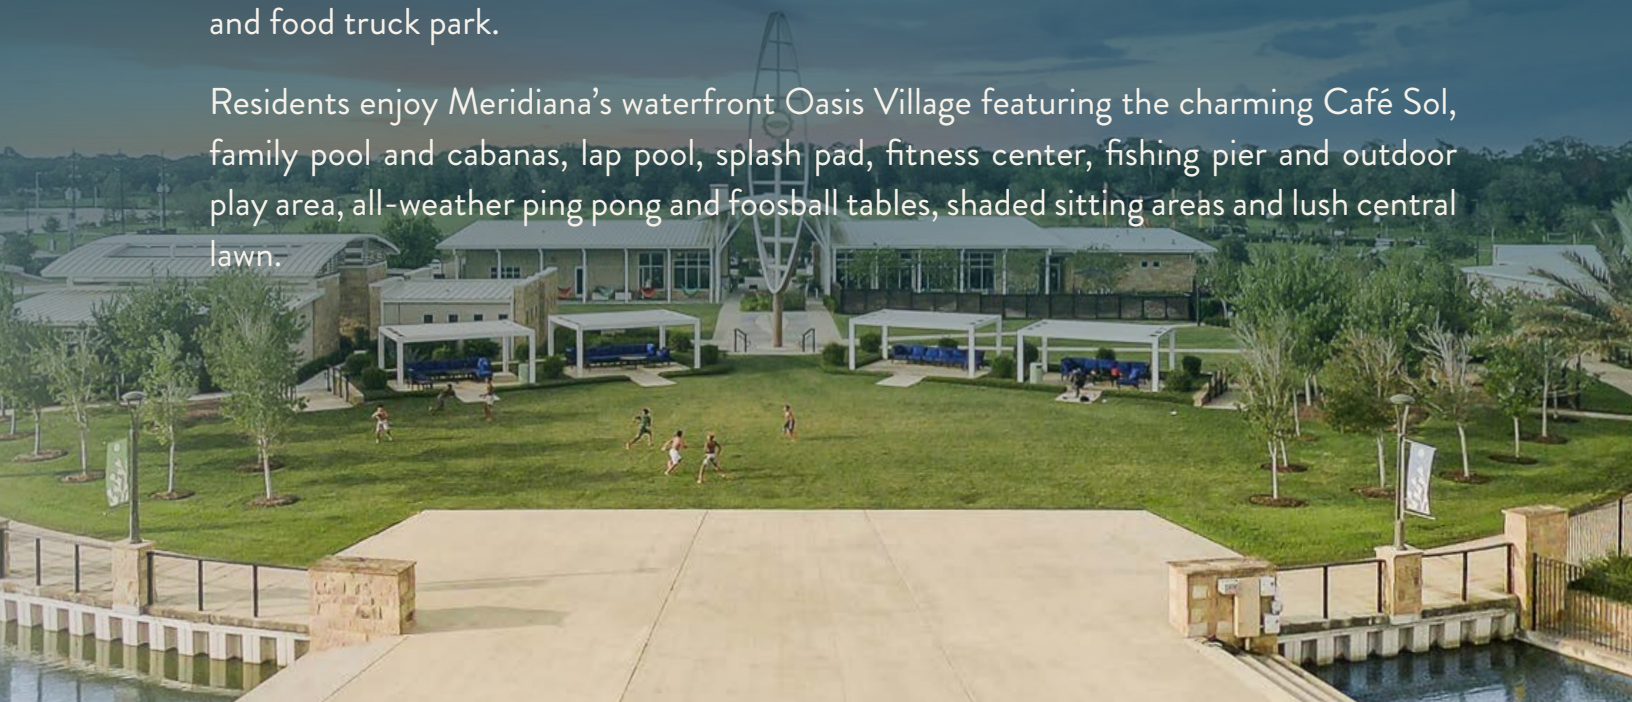 and food truck park.
Residents enjoy Meridiana’s waterfront Oasis Village featuring the charming Café Sol,
family pool and cabanas, lap pool, splash pad, fitness center, fishing pier and outdoor
play area, all-weather ping pong and foosball tables, shaded sitting areas and lush central
lawn.